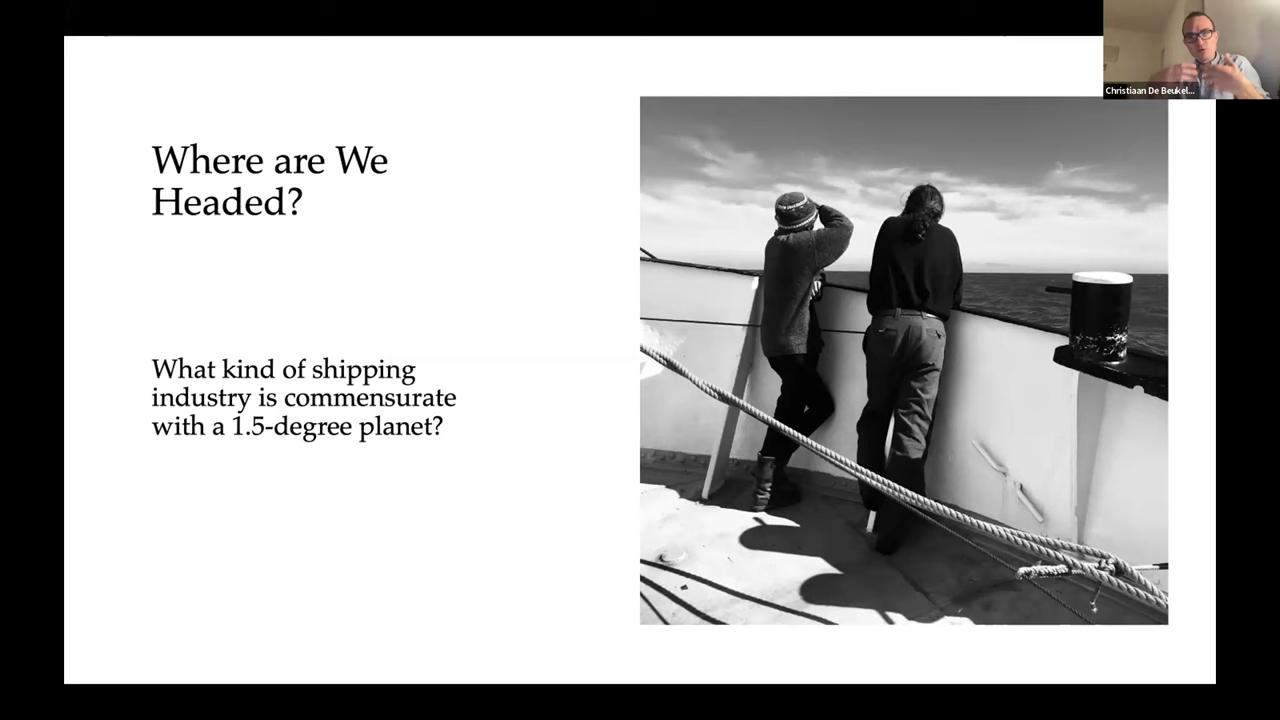 Where are We
Headed?
What kind of shipping
industry is commensurate
with a 1.5-degree planet?
Christiaan De Beukel...